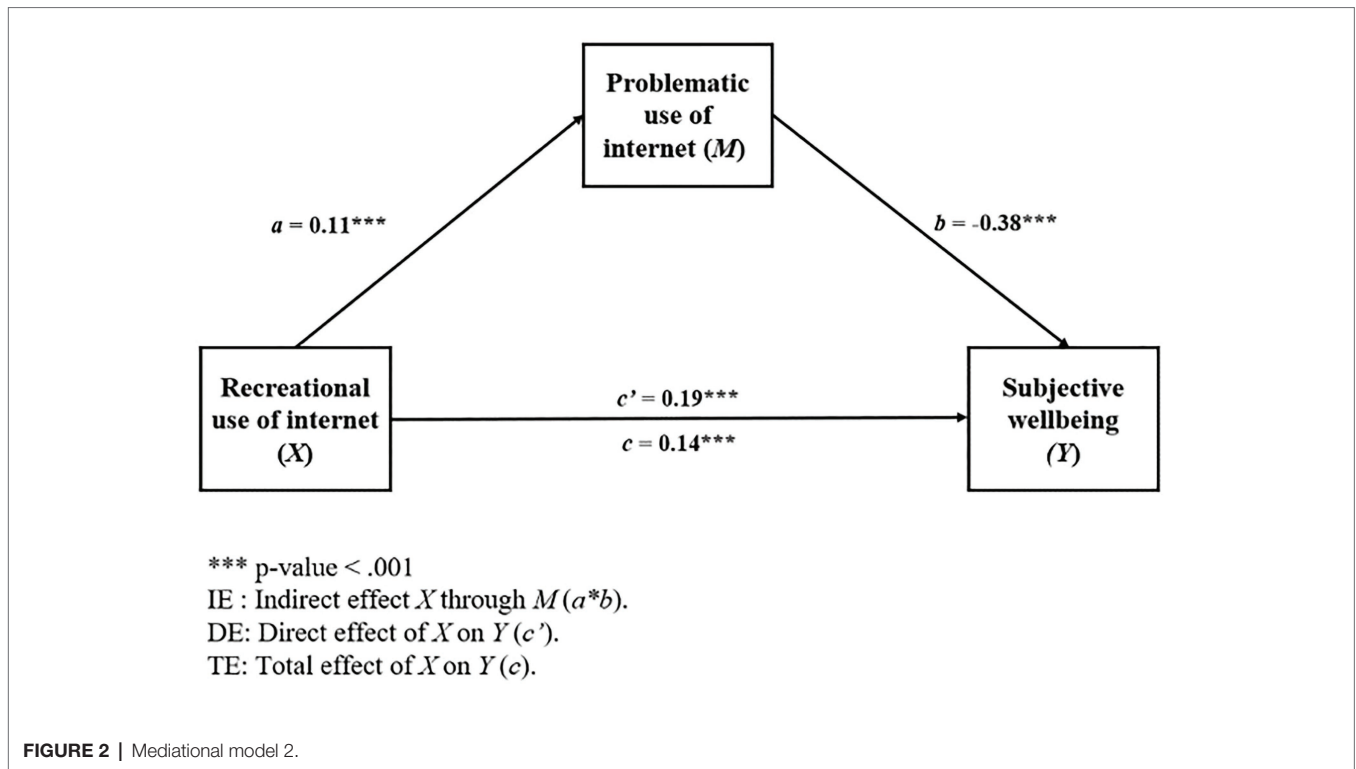 Problematic
use of
internet (M)
a = 0.11***
b = -0.38***
Recreational
use of internet
(X)
c’ = 0.19***
c = 0.14***
Subjective
wellbeing
(Y)
*** p-value < .001
IE : Indirect effect X through M (a*b).
DE: Direct effect of X on Y (c’).
TE: Total effect of X on Y (c).
FIGURE 2 | Mediational model 2.